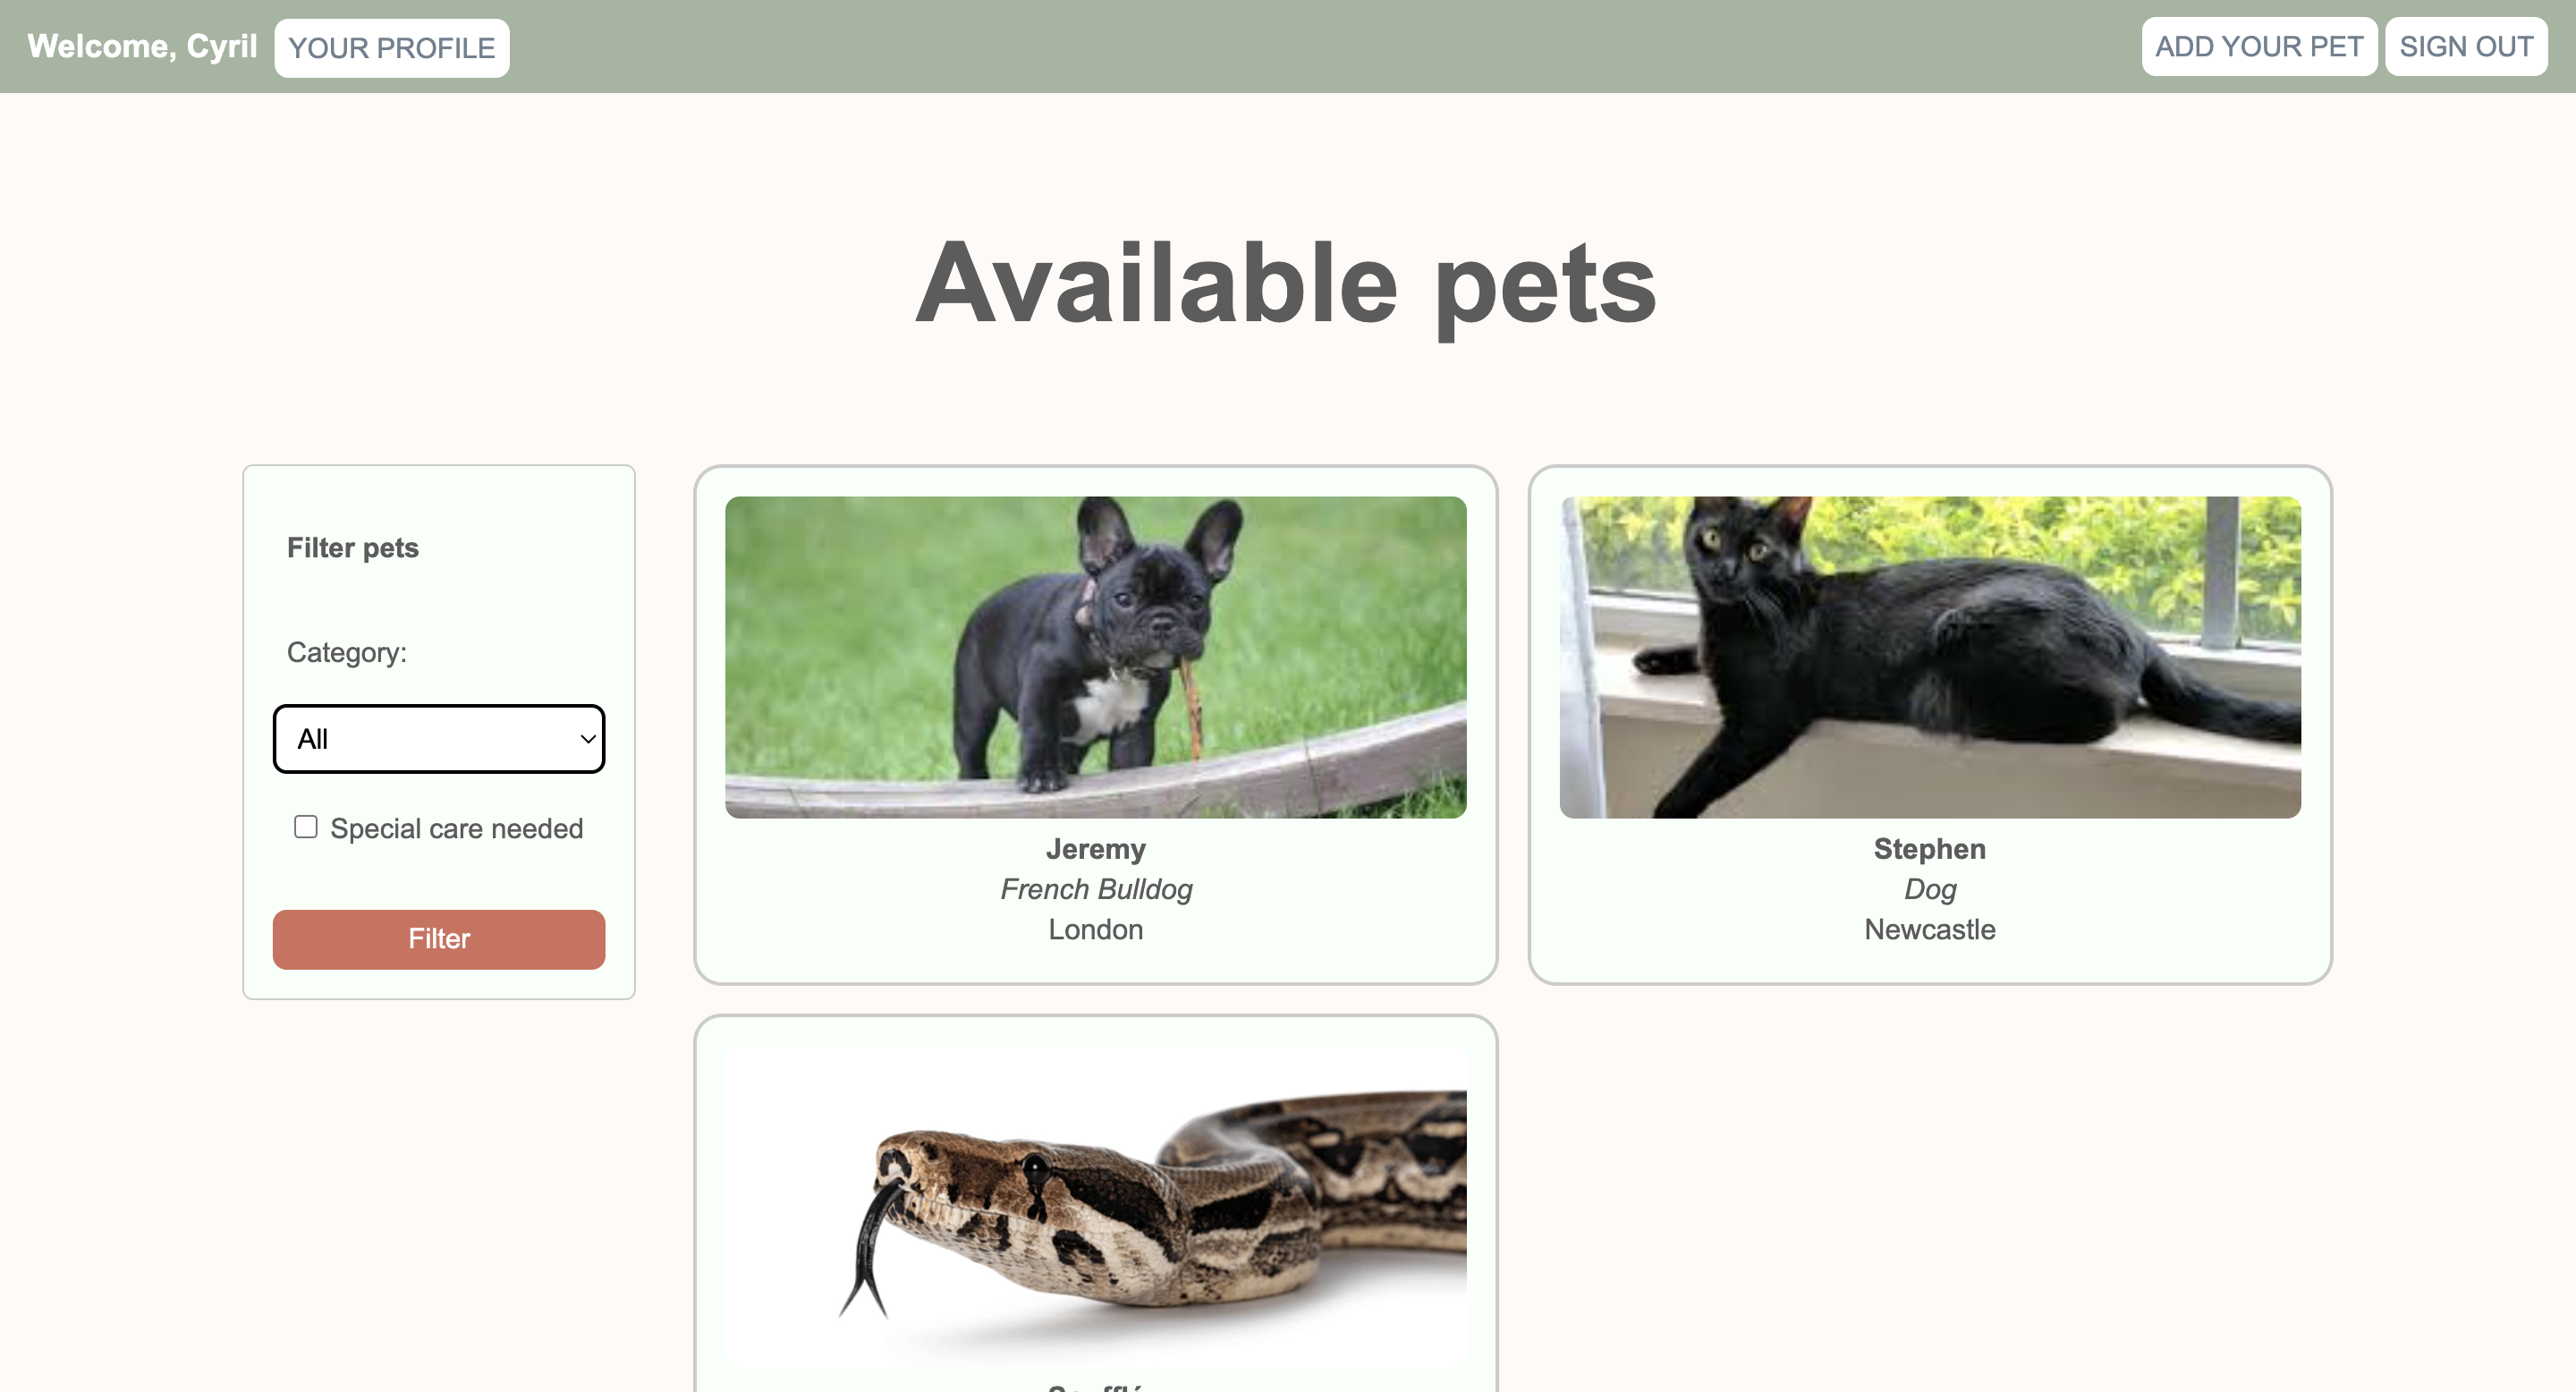 Welcome, Cyril YOUR PROFILE ADD YOUR PET SIGN OUT
Available pets
Filter pets
Category:
All
Special care needed
Filter
Jeremy
French Bulldog
London
Stephen
Dog
Newcastle